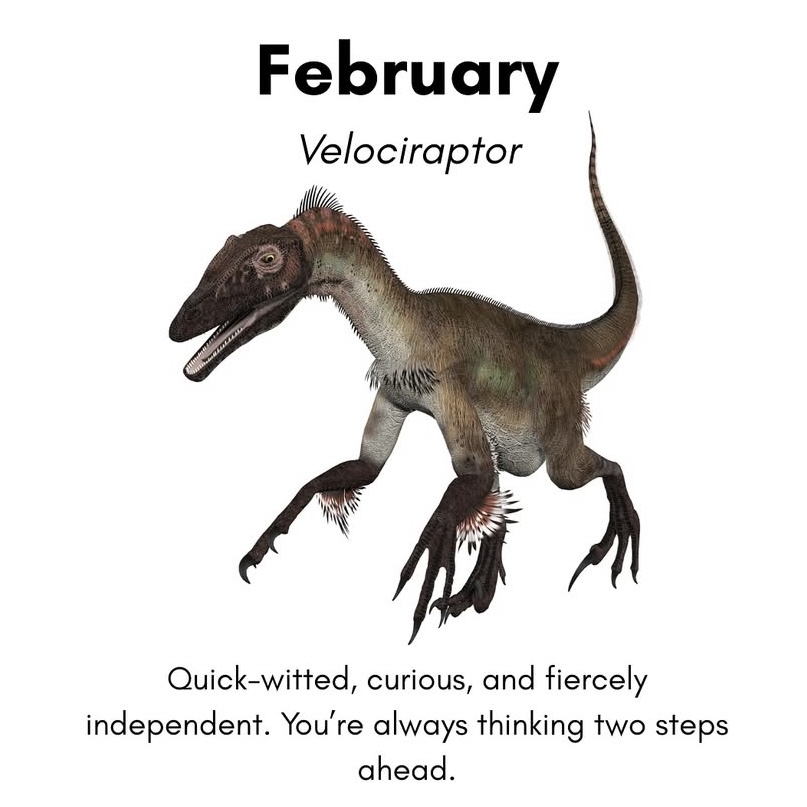 February
Velociraptor
Quick-witted, curious, and fiercely
independent. You’re always thinking two steps
ahead.